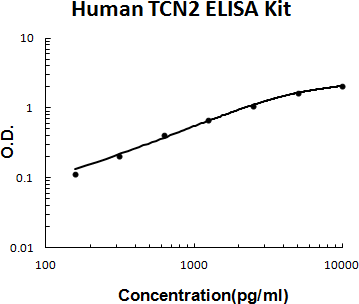 Human TCN2 ELISA Kit
10
1
0.1
0.01
O.D.
100 1000 10000
Concentration(pg/ml)